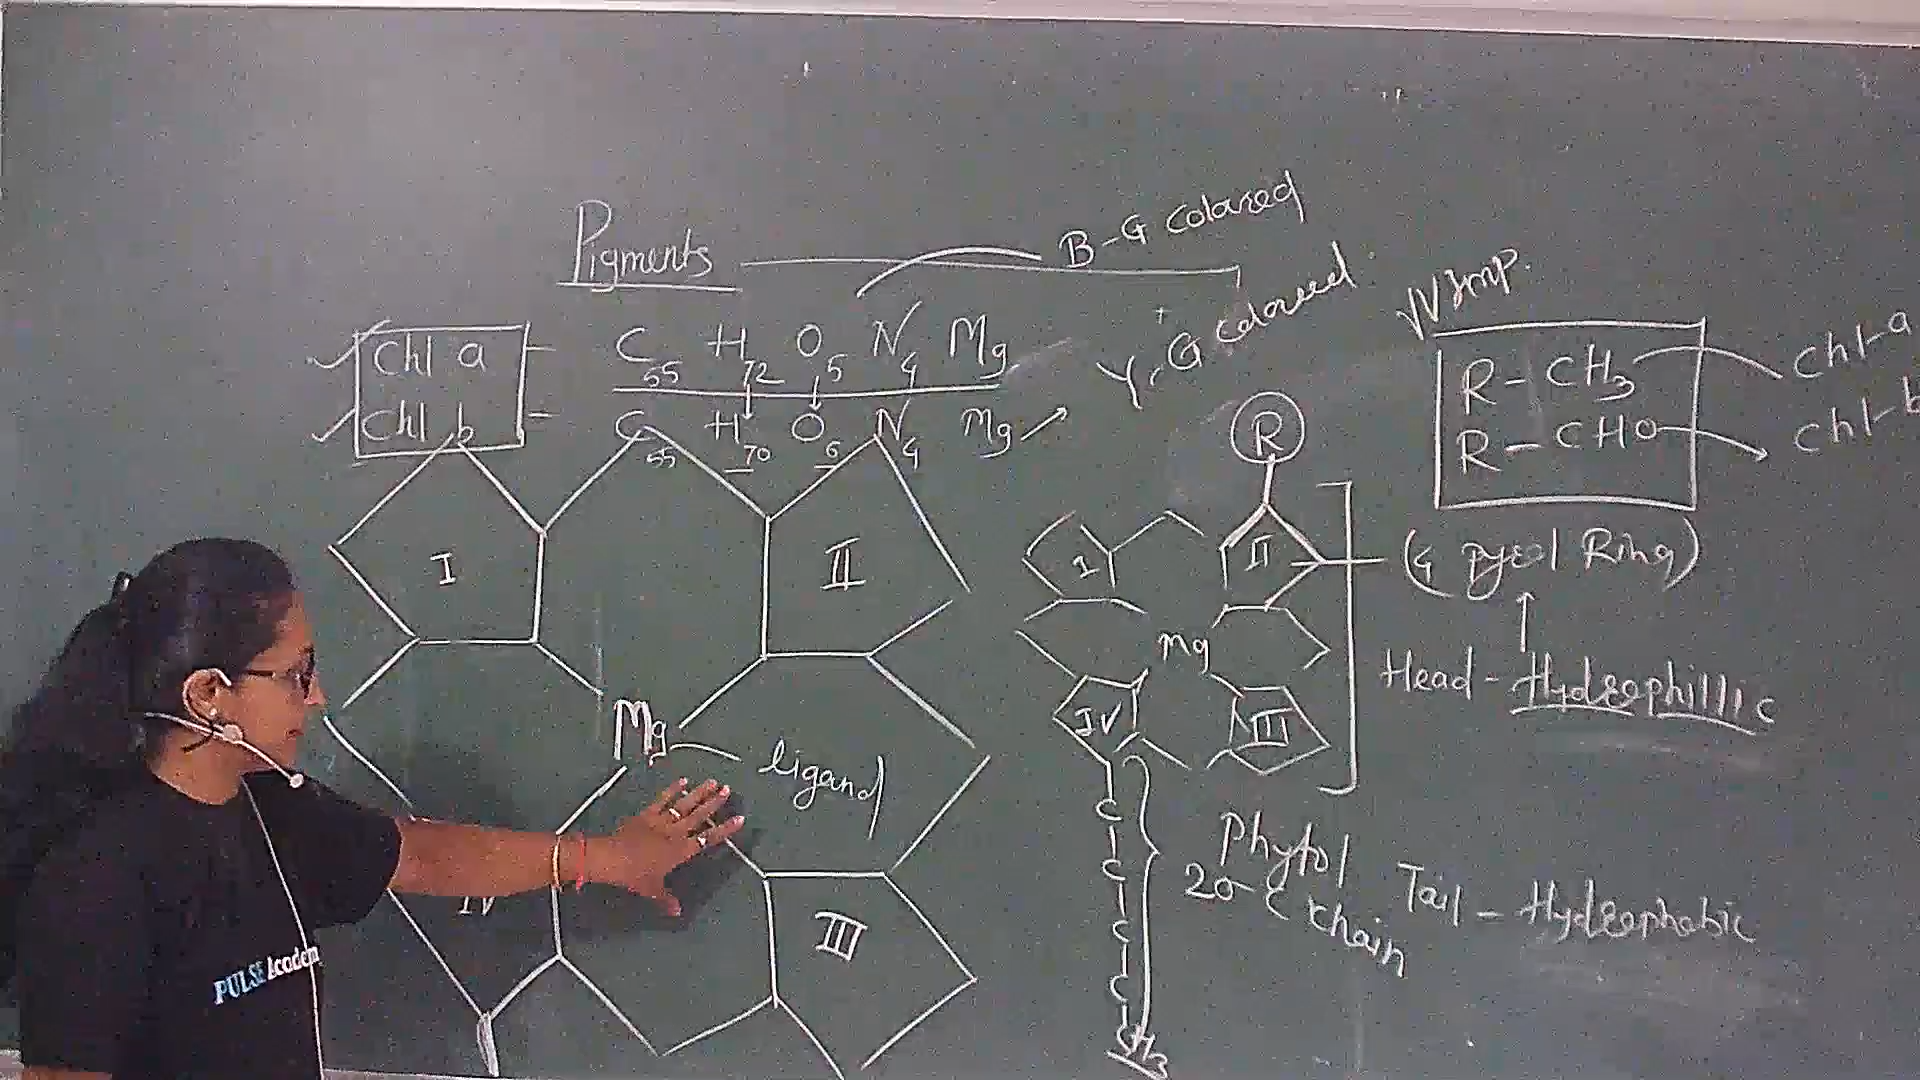 Pigments
B-G colored
Y-G colored
Chl a - C55 H72 O5 N4 Mg
Chl b - C55 H70 O6 N4 Mg
Imp.
R-CH3 Chl-a
R-CHO Chl-b
R
I
II
III
IV
Mg
ligand
I
II
III
IV
Mg
(4 pyrol Ring)
Head - Hydrophillic
C
C
C
C
CH3
Phytol
20-C chain
Tail - Hydrophobic
PULSE Academ